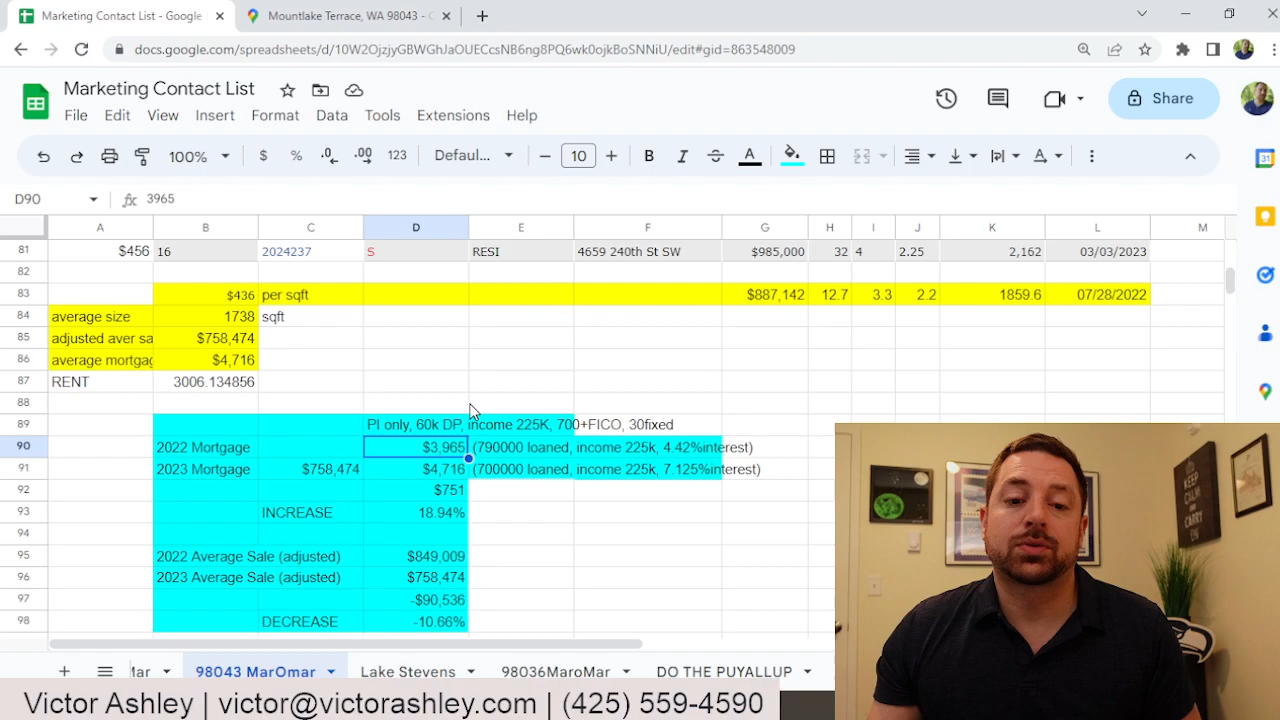 Marketing Contact List - Google
Mountlake Terrace, WA 98043 - G
docs.google.com/spreadsheets/d/10W2OjzjyGBWGhJaOUECcsNB6ng8PQ6wk0ojkBoSNNiU/edit#gid=863548009
Marketing Contact List
Share
File Edit View Insert Format Data Tools Extensions Help
100% $ % .0 .00 123 Defaul... 10 B I A
D90 fx 3965
A B C D E F G H I J K L M
81 $456 16 2024237 S RESI 4659 240th St SW $985,000 32 4 2.25 2,162 03/03/2023
82
83 $436 per sqft $887,142 12.7 3.3 2.2 1859.6 07/28/2022
84 average size 1738 sqft
85 adjusted aver sa $758,474
86 average mortgag $4,716
87 RENT 3006.134856
88
89 PI only, 60k DP, income 225K, 700+FICO, 30fixed
90 2022 Mortgage $3,965 (790000 loaned, income 225k, 4.42%interest)
91 2023 Mortgage $758,474 $4,716 (700000 loaned, income 225k, 7.125%interest)
92 $751
93 INCREASE 18.94%
94
95 2022 Average Sale (adjusted) $849,009
96 2023 Average Sale (adjusted) $758,474
97 -$90,536
98 DECREASE -10.66%
KEEP CALM AND CARRY ON
lar 98043 MarOmar Lake Stevens 98036MaroMar DO THE PUYALLUP
Victor Ashley | victor@victorashley.com | (425) 559-4590